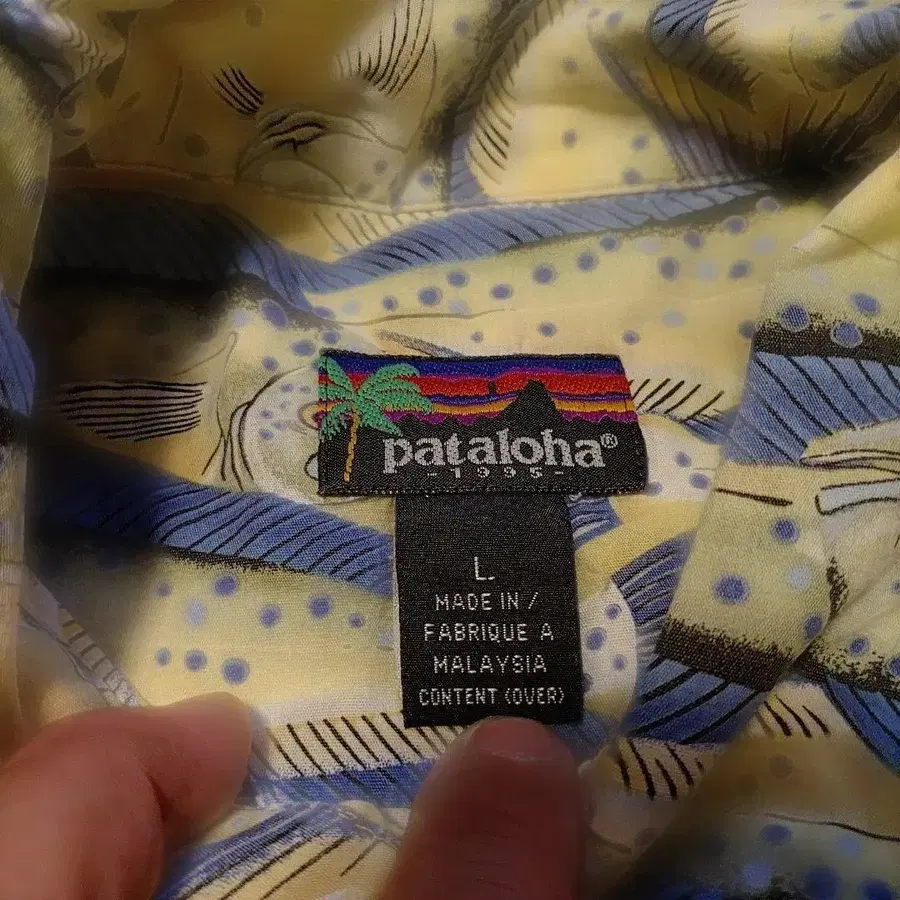 pataloha®
-1995-
L.
MADE IN /
FABRIQUE A
MALAYSIA
CONTENT (OVER)